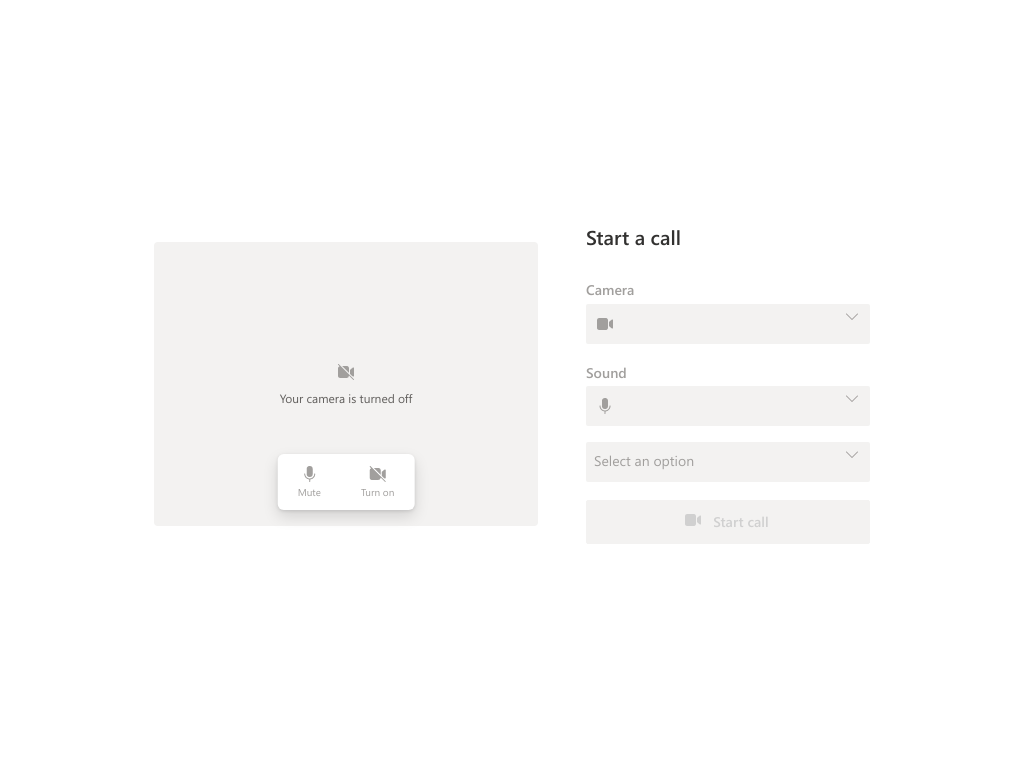 Your camera is turned off
Mute
Turn on
Start a call
Camera
Sound
Select an option
Start call